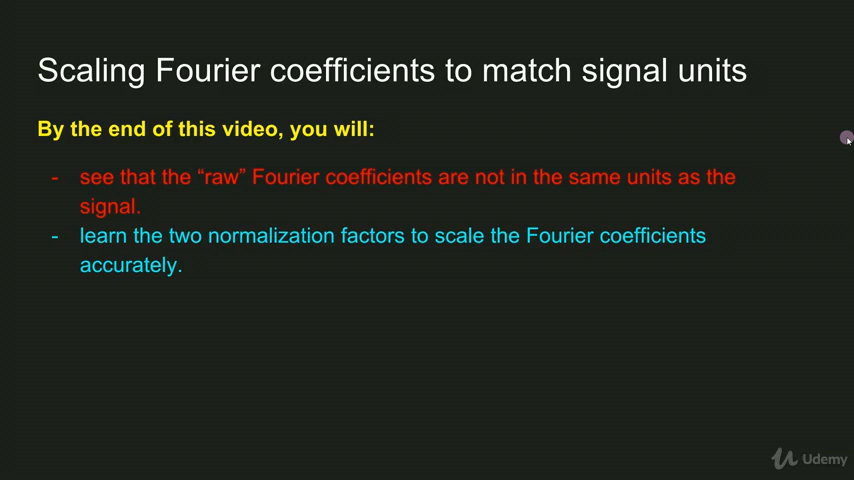 Scaling Fourier coefficients to match signal units
By the end of this video, you will:
- see that the “raw” Fourier coefficients are not in the same units as the
signal.
- learn the two normalization factors to scale the Fourier coefficients
accurately.
Udemy